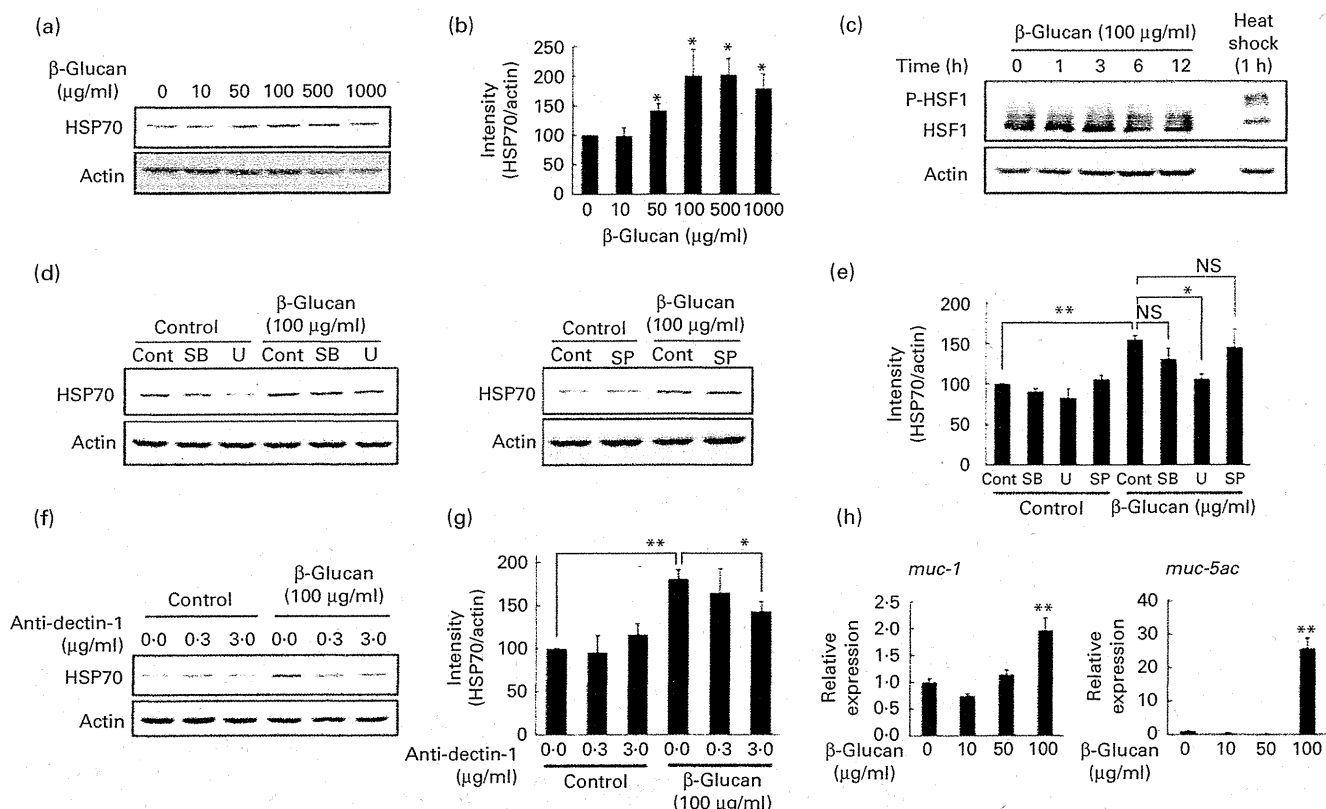 (a)
β-Glucan
(μg/ml)
0 10 50 100 500 1000
HSP70
Actin
(b)
Intensity
(HSP70/actin)
250
200
150
100
50
0
* * * *
0 10 50 100 500 1000
β-Glucan (μg/ml)
(c)
β-Glucan (100 μg/ml)
Heat
shock
(1 h)
Time (h) 0 1 3 6 12
P-HSF1
HSF1
Actin
(d)
Control
β-Glucan
(100 μg/ml)
Cont SB U Cont SB U
HSP70
Actin
Control
β-Glucan
(100 μg/ml)
Cont SP Cont SP
HSP70
Actin
(e)
Intensity
(HSP70/actin)
200
150
100
50
0
NS
*
** NS
Cont SB U SP Cont SB U SP
Control β-Glucan (μg/ml)
(f)
Control
β-Glucan
(100 μg/ml)
Anti-dectin-1
(μg/ml)
0·0 0·3 3·0 0·0 0·3 3·0
HSP70
Actin
(g)
Intensity
(HSP70/actin)
200
150
100
50
0
** *
Anti-dectin-1
(μg/ml)
0·0 0·3 3·0 0·0 0·3 3·0
Control
β-Glucan
(100 μg/ml)
(h)
muc-1
Relative
expression
2·5
2·0
1·5
1·0
0·5
0·0
**
β-Glucan
(μg/ml)
0 10 50 100
muc-5ac
Relative
expression
40
30
20
10
0
**
β-Glucan
(μg/ml)
0 10 50 100